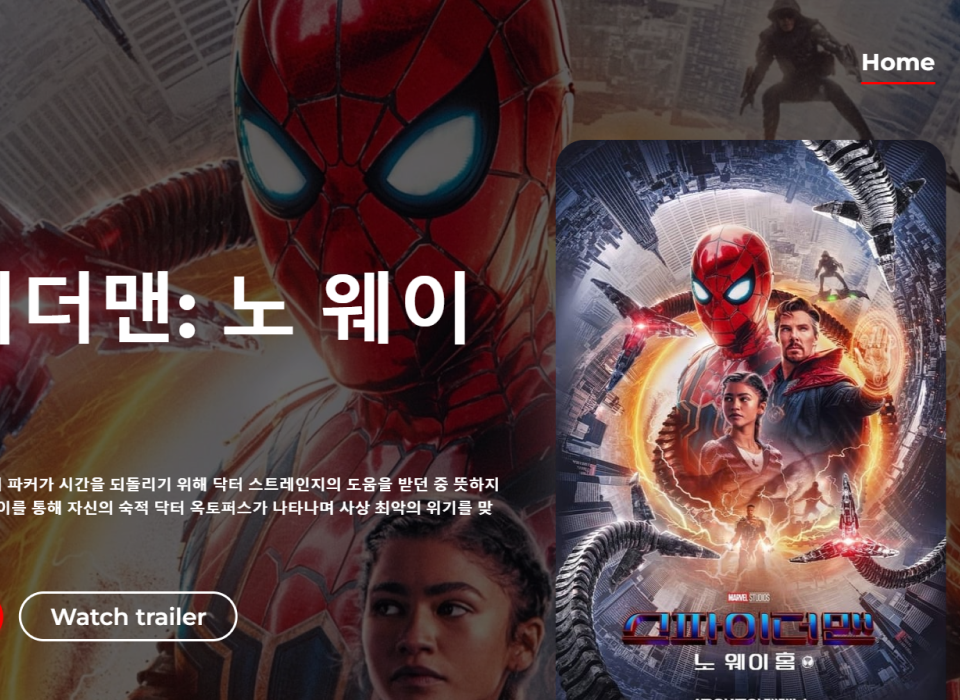 Home
더맨: 노 웨이
파커가 시간을 되돌리기 위해 닥터 스트레인지의 도움을 받던 중 뜻하지
이를 통해 자신의 숙적 닥터 옥토퍼스가 나타나며 사상 최악의 위기를 맞
Watch trailer
MARVEL STUDIOS
스파이더맨
노 웨이 홈